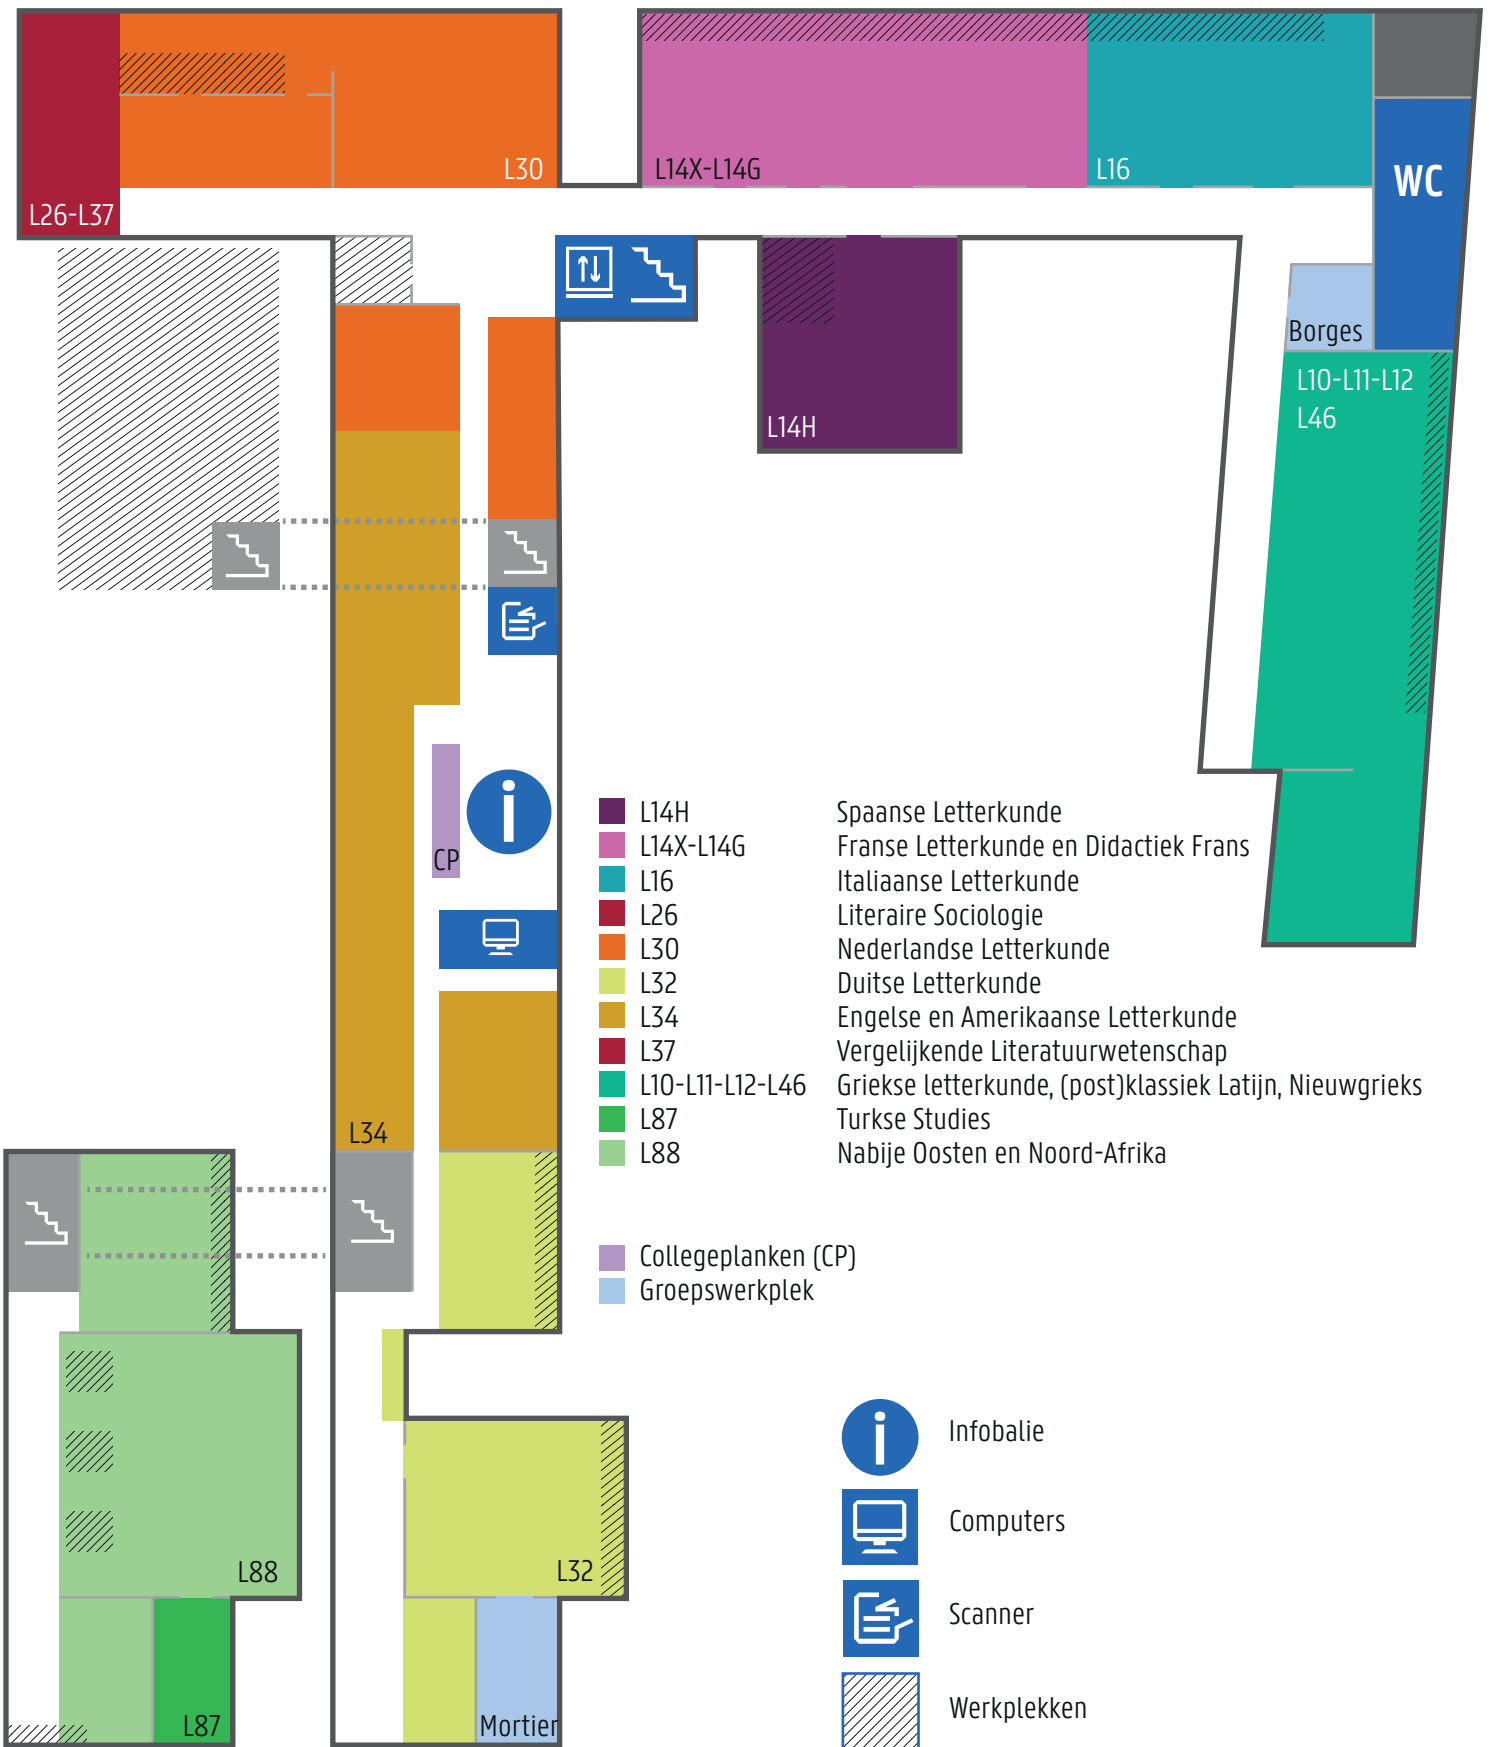 L30
L14X-L14G
L16
WC
L26-L37
Borges
L10-L11-L12
L46
L14H
CP
L14H Spaanse Letterkunde
L14X-L14G Franse Letterkunde en Didactiek Frans
L16 Italiaanse Letterkunde
L26 Literaire Sociologie
L30 Nederlandse Letterkunde
L32 Duitse Letterkunde
L34 Engelse en Amerikaanse Letterkunde
L37 Vergelijkende Literatuurwetenschap
L10-L11-L12-L46 Griekse letterkunde, (post)klassiek Latijn, Nieuwgrieks
L87 Turkse Studies
L88 Nabije Oosten en Noord-Afrika
L34
Collegeplanken (CP)
Groepswerkplek
Infobalie
Computers
Scanner
Werkplekken
L88
L32
L87
Mortier